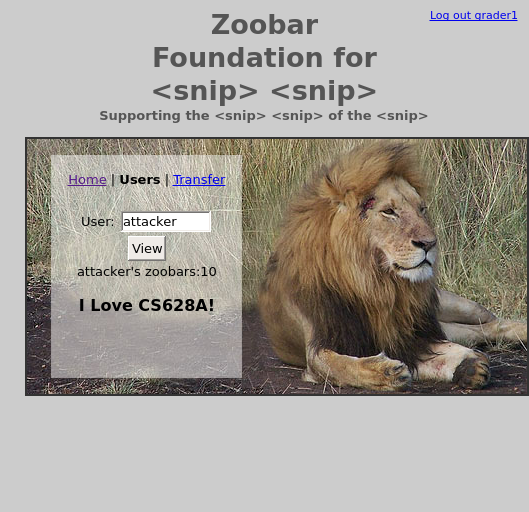 Log out grader1
Zoobar
Foundation for
<snip> <snip>
Supporting the <snip> <snip> of the <snip>
Home | Users | Transfer
User: attacker
View
attacker's zoobars:10
I Love CS628A!